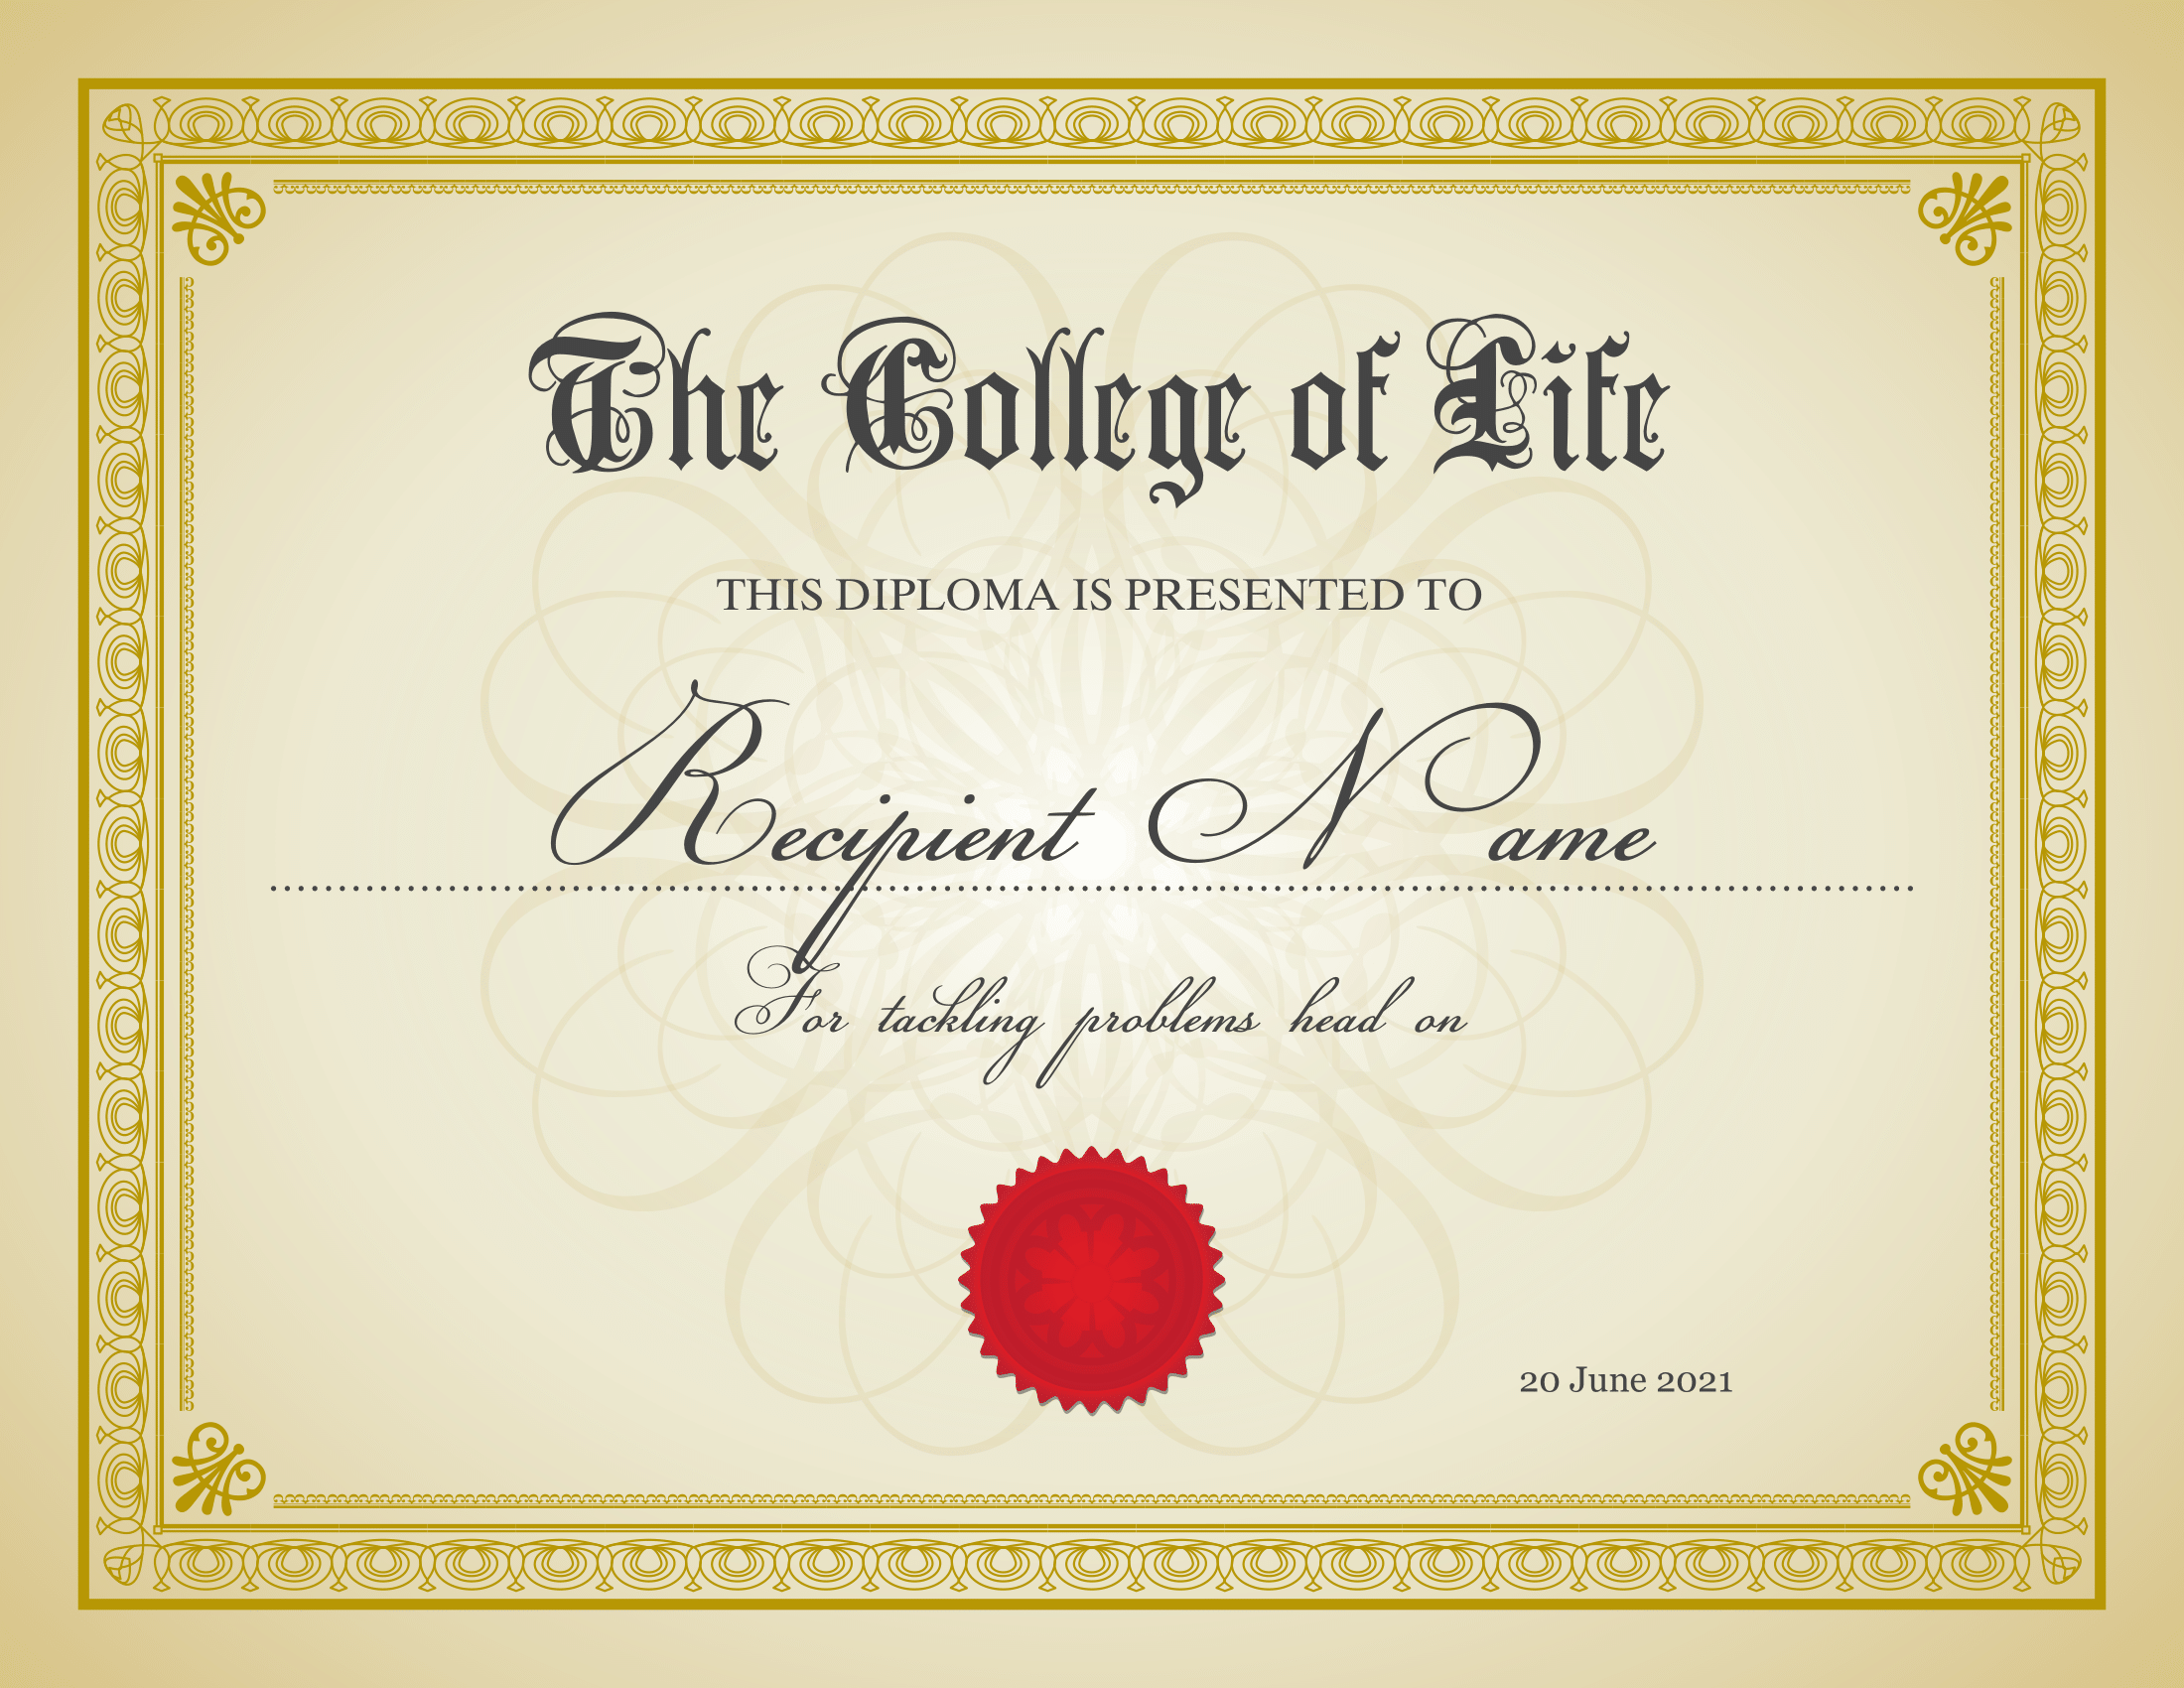 The College of Life
THIS DIPLOMA IS PRESENTED TO
Recipient Name
For tackling problems head on
20 June 2021